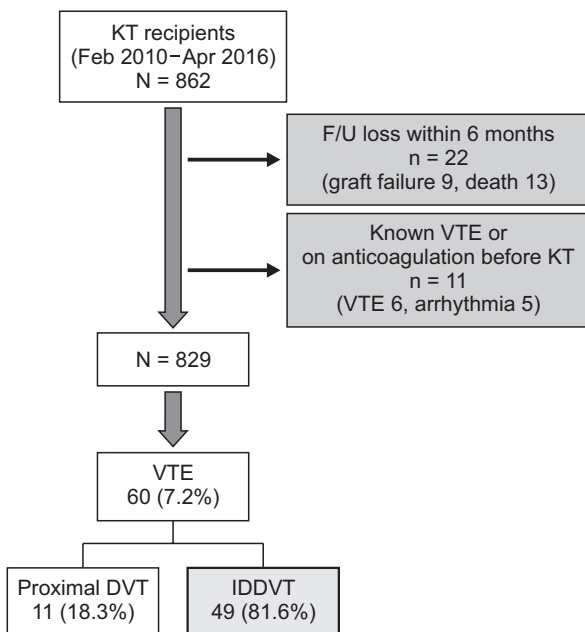 KT recipients
(Feb 2010–Apr 2016)
N = 862
F/U loss within 6 months
n = 22
(graft failure 9, death 13)
Known VTE or
on anticoagulation before KT
n = 11
(VTE 6, arrhythmia 5)
N = 829
VTE
60 (7.2%)
Proximal DVT
11 (18.3%)
IDDVT
49 (81.6%)